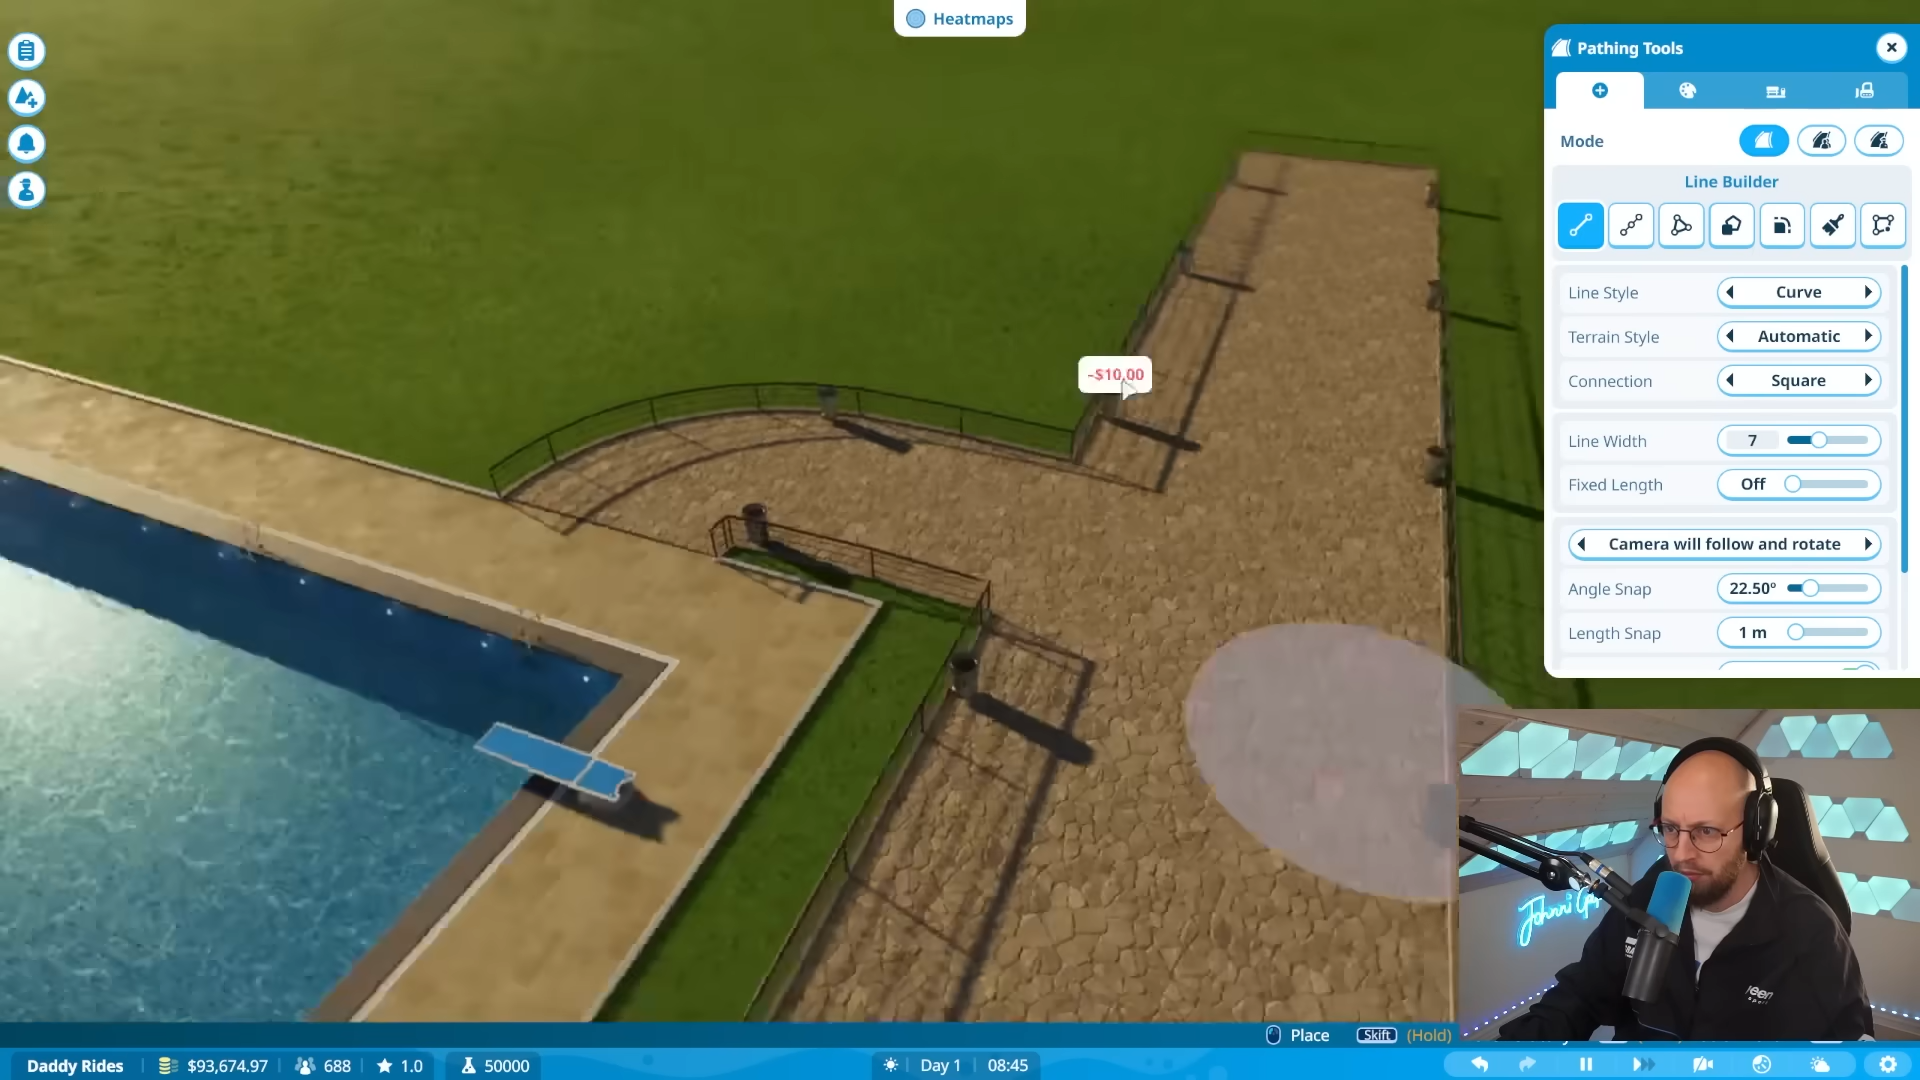 Heatmaps
Pathing Tools
Mode
Line Builder
Line Style Curve
Terrain Style Automatic
Connection Square
Line Width 7
Fixed Length Off
Camera will follow and rotate
Angle Snap 22.50°
Length Snap 1 m
-$10.00
Place Skift (Hold)
Daddy Rides $93,674.97 688 1.0 50000 Day 1 08:45